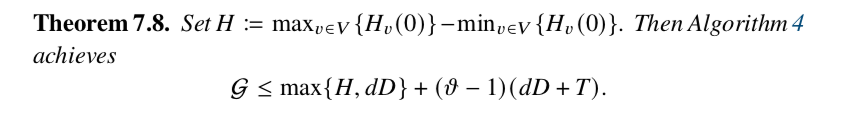 Theorem 7.8. Set H := max_{v∈V}{H_v(0)}−min_{v∈V}{H_v(0)}. Then Algorithm 4
achieves
𝒢 ≤ max{H, dD} + (ϑ − 1)(dD + T).